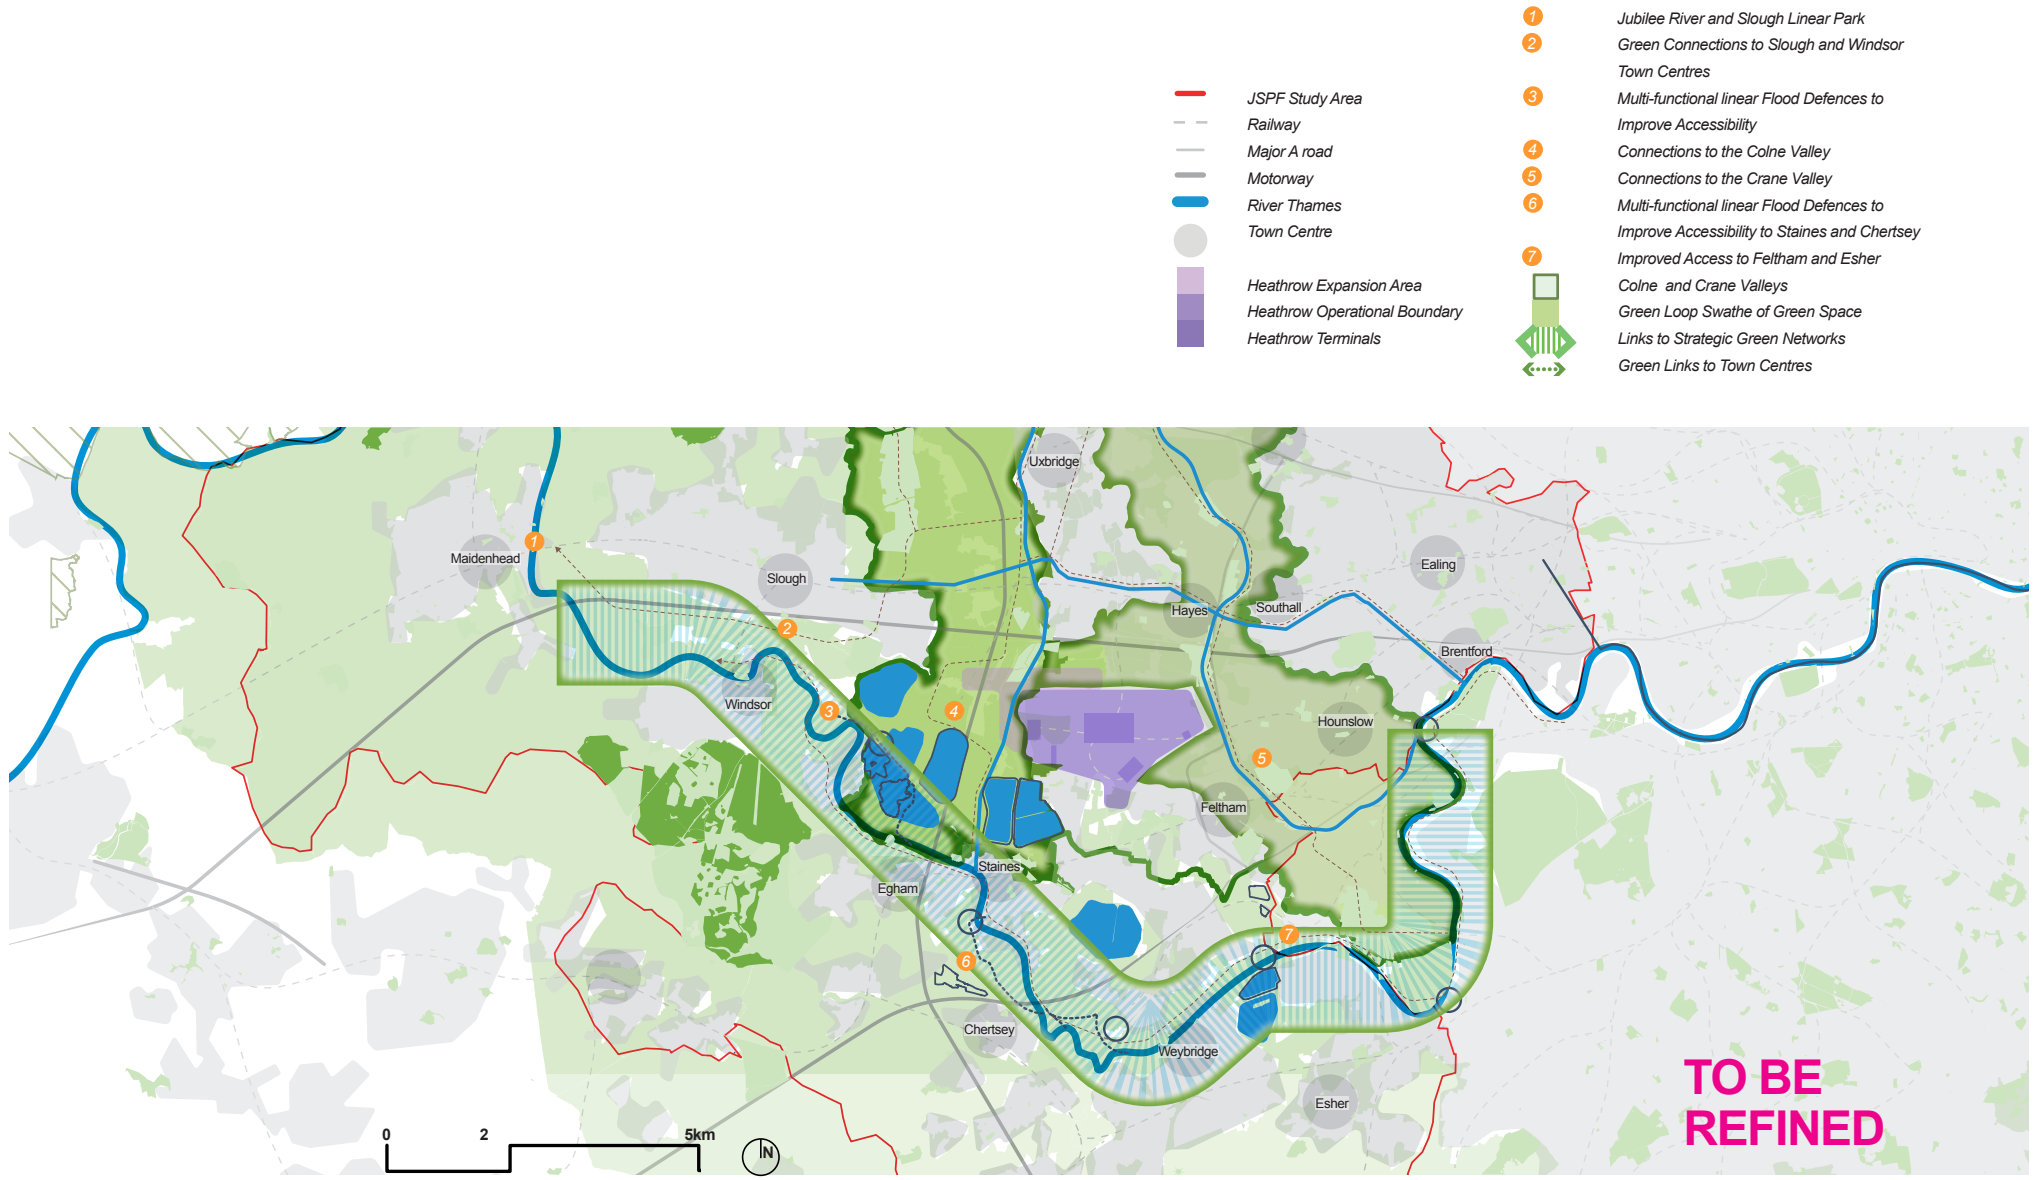 1 Jubilee River and Slough Linear Park
2 Green Connections to Slough and Windsor
Town Centres
3 Multi-functional linear Flood Defences to
Improve Accessibility
4 Connections to the Colne Valley
5 Connections to the Crane Valley
6 Multi-functional linear Flood Defences to
Improve Accessibility to Staines and Chertsey
7 Improved Access to Feltham and Esher
Colne and Crane Valleys
Green Loop Swathe of Green Space
Links to Strategic Green Networks
Green Links to Town Centres
JSPF Study Area
Railway
Major A road
Motorway
River Thames
Town Centre
Heathrow Expansion Area
Heathrow Operational Boundary
Heathrow Terminals
Uxbridge
1
Maidenhead
Slough
Ealing
Hayes
Southall
2
Brentford
Windsor
3
4
Hounslow
5
Feltham
Staines
Egham
7
6
Chertsey
Weybridge
Esher
TO BE
REFINED
0 2 5km
N